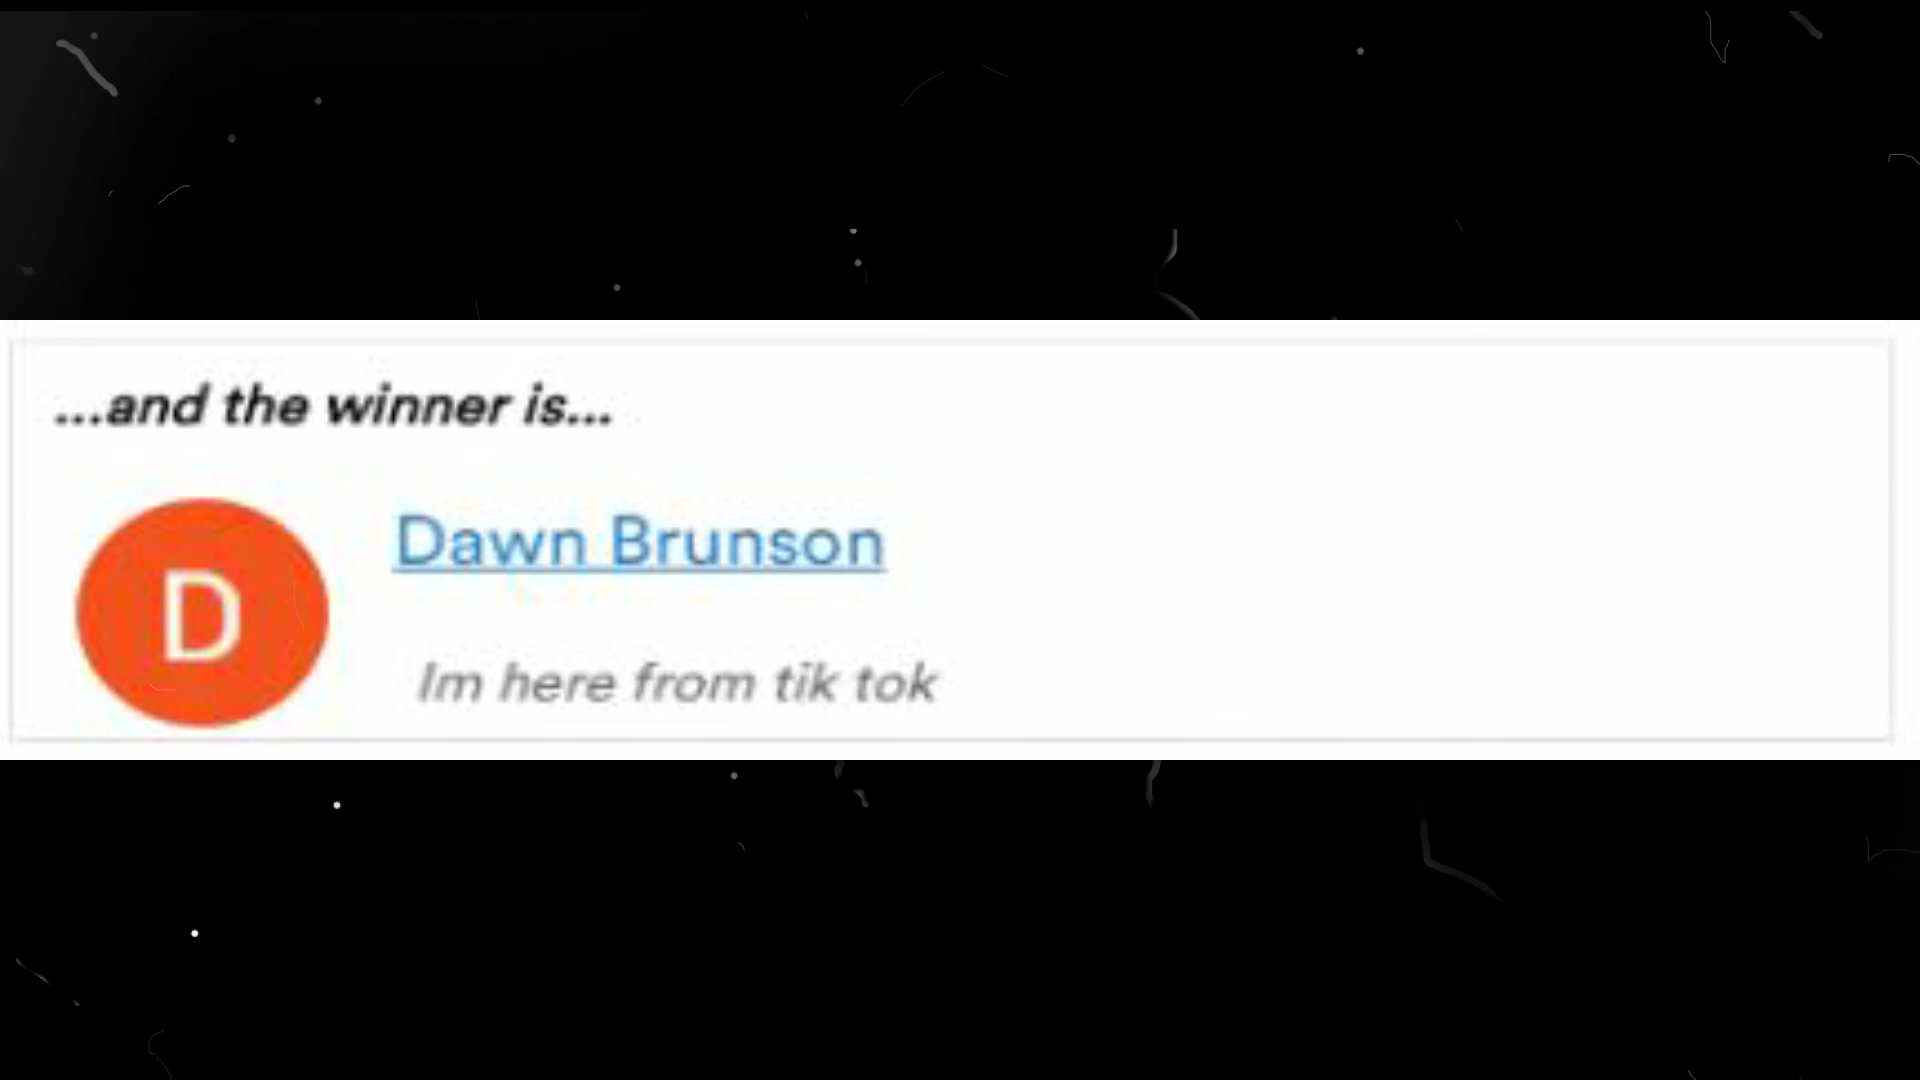 ...and the winner is...
D
Dawn Brunson
Im here from tik tok